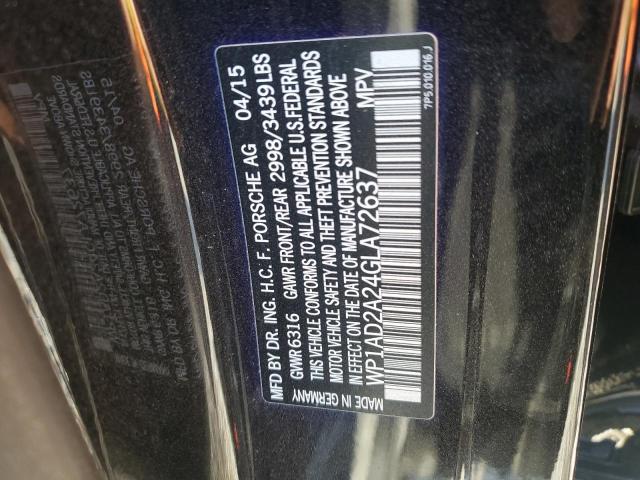 MFD BY DR. ING. H.C. F. PORSCHE AG 04/15
GVWR 6316 GAWR FRONT/REAR 2998/3439 LBS
THIS VEHICLE CONFORMS TO ALL APPLICABLE U.S. FEDERAL
MOTOR VEHICLE SAFETY AND THEFT PREVENTION STANDARDS
IN EFFECT ON THE DATE OF MANUFACTURE SHOWN ABOVE
WP1AD2A24GLA72637 MPV
MADE IN GERMANY 7P5.010.016 J